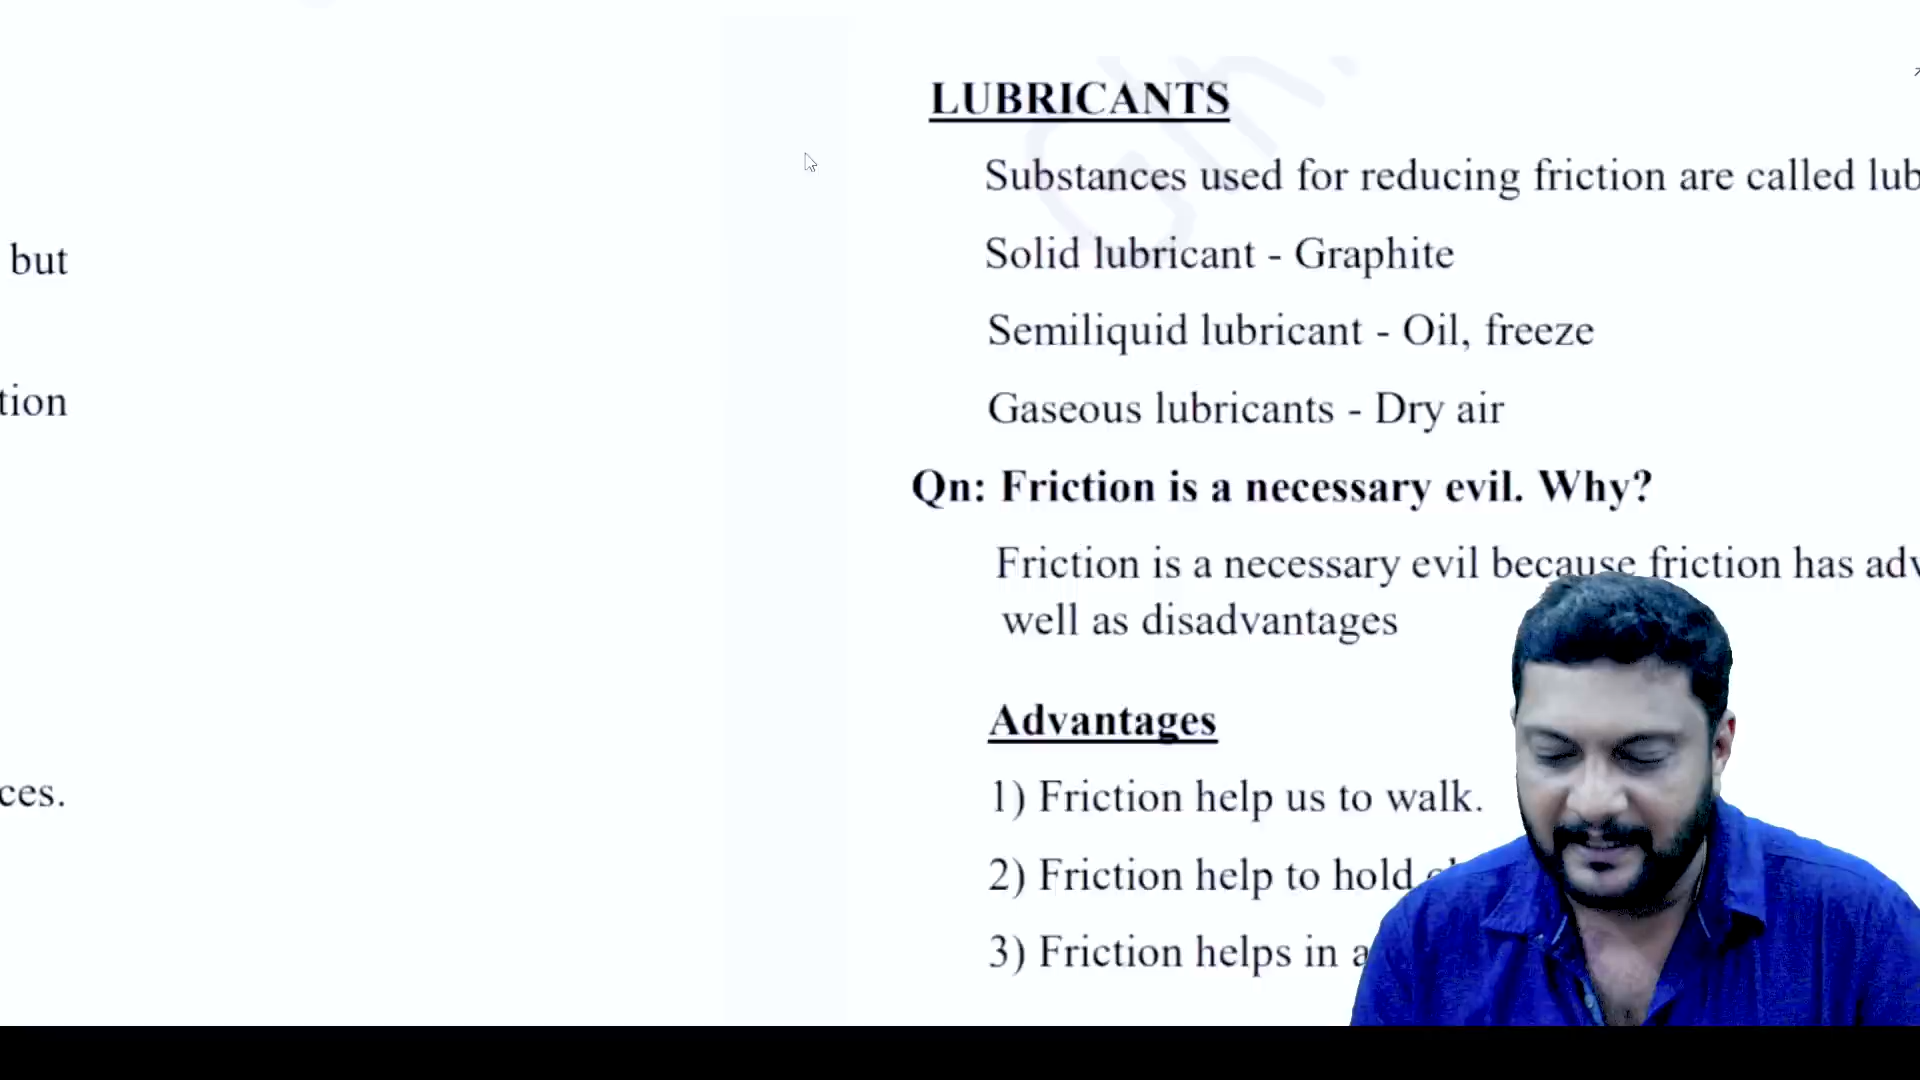 but
tion
ces.
LUBRICANTS
Substances used for reducing friction are called lub
Solid lubricant - Graphite
Semiliquid lubricant - Oil, freeze
Gaseous lubricants - Dry air
Qn: Friction is a necessary evil. Why?
Friction is a necessary evil because friction has adv
well as disadvantages
Advantages
1) Friction help us to walk.
2) Friction help to hold
3) Friction helps in a